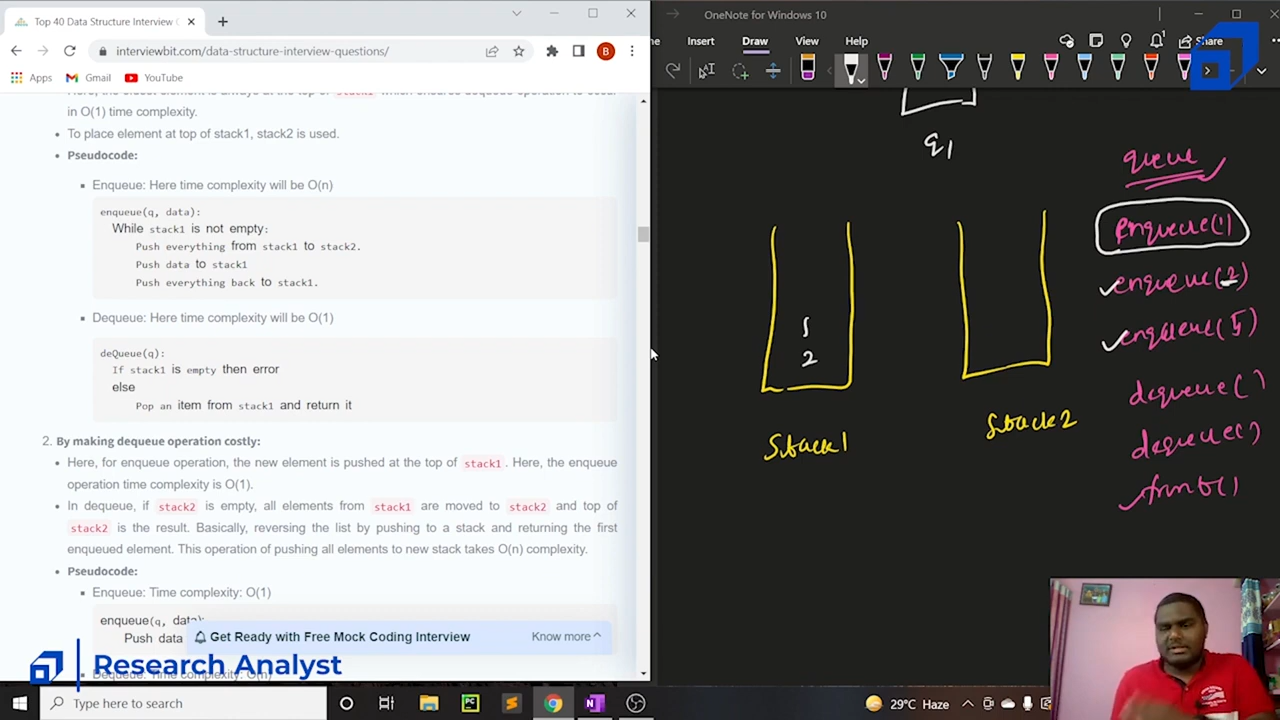 Top 40 Data Structure Interview
interviewbit.com/data-structure-interview-questions/
B
Apps
Gmail
YouTube
in O(1) time complexity.
To place element at top of stack1, stack2 is used.
Pseudocode:
Enqueue: Here time complexity will be O(n)
enqueue(q, data):
While stack1 is not empty:
Push everything from stack1 to stack2.
Push data to stack1
Push everything back to stack1.
Dequeue: Here time complexity will be O(1)
deQueue(q):
If stack1 is empty then error
else
Pop an item from stack1 and return it
2. By making dequeue operation costly:
Here, for enqueue operation, the new element is pushed at the top of stack1. Here, the enqueue
operation time complexity is O(1).
In dequeue, if stack2 is empty, all elements from stack1 are moved to stack2 and top of
stack2 is the result. Basically, reversing the list by pushing to a stack and returning the first
enqueued element. This operation of pushing all elements to new stack takes O(n) complexity.
Pseudocode:
Enqueue: Time complexity: O(1)
enqueue(q, data):
Push data
Get Ready with Free Mock Coding Interview
Know more
Research Analyst
Type here to search
OneNote for Windows 10
Insert
Draw
View
Help
Share
q1
queue
enqueue(1)
enqueue(2)
enqueue(5)
dequeue()
dequeue()
front()
2
Stack1
Stack2
29°C Haze